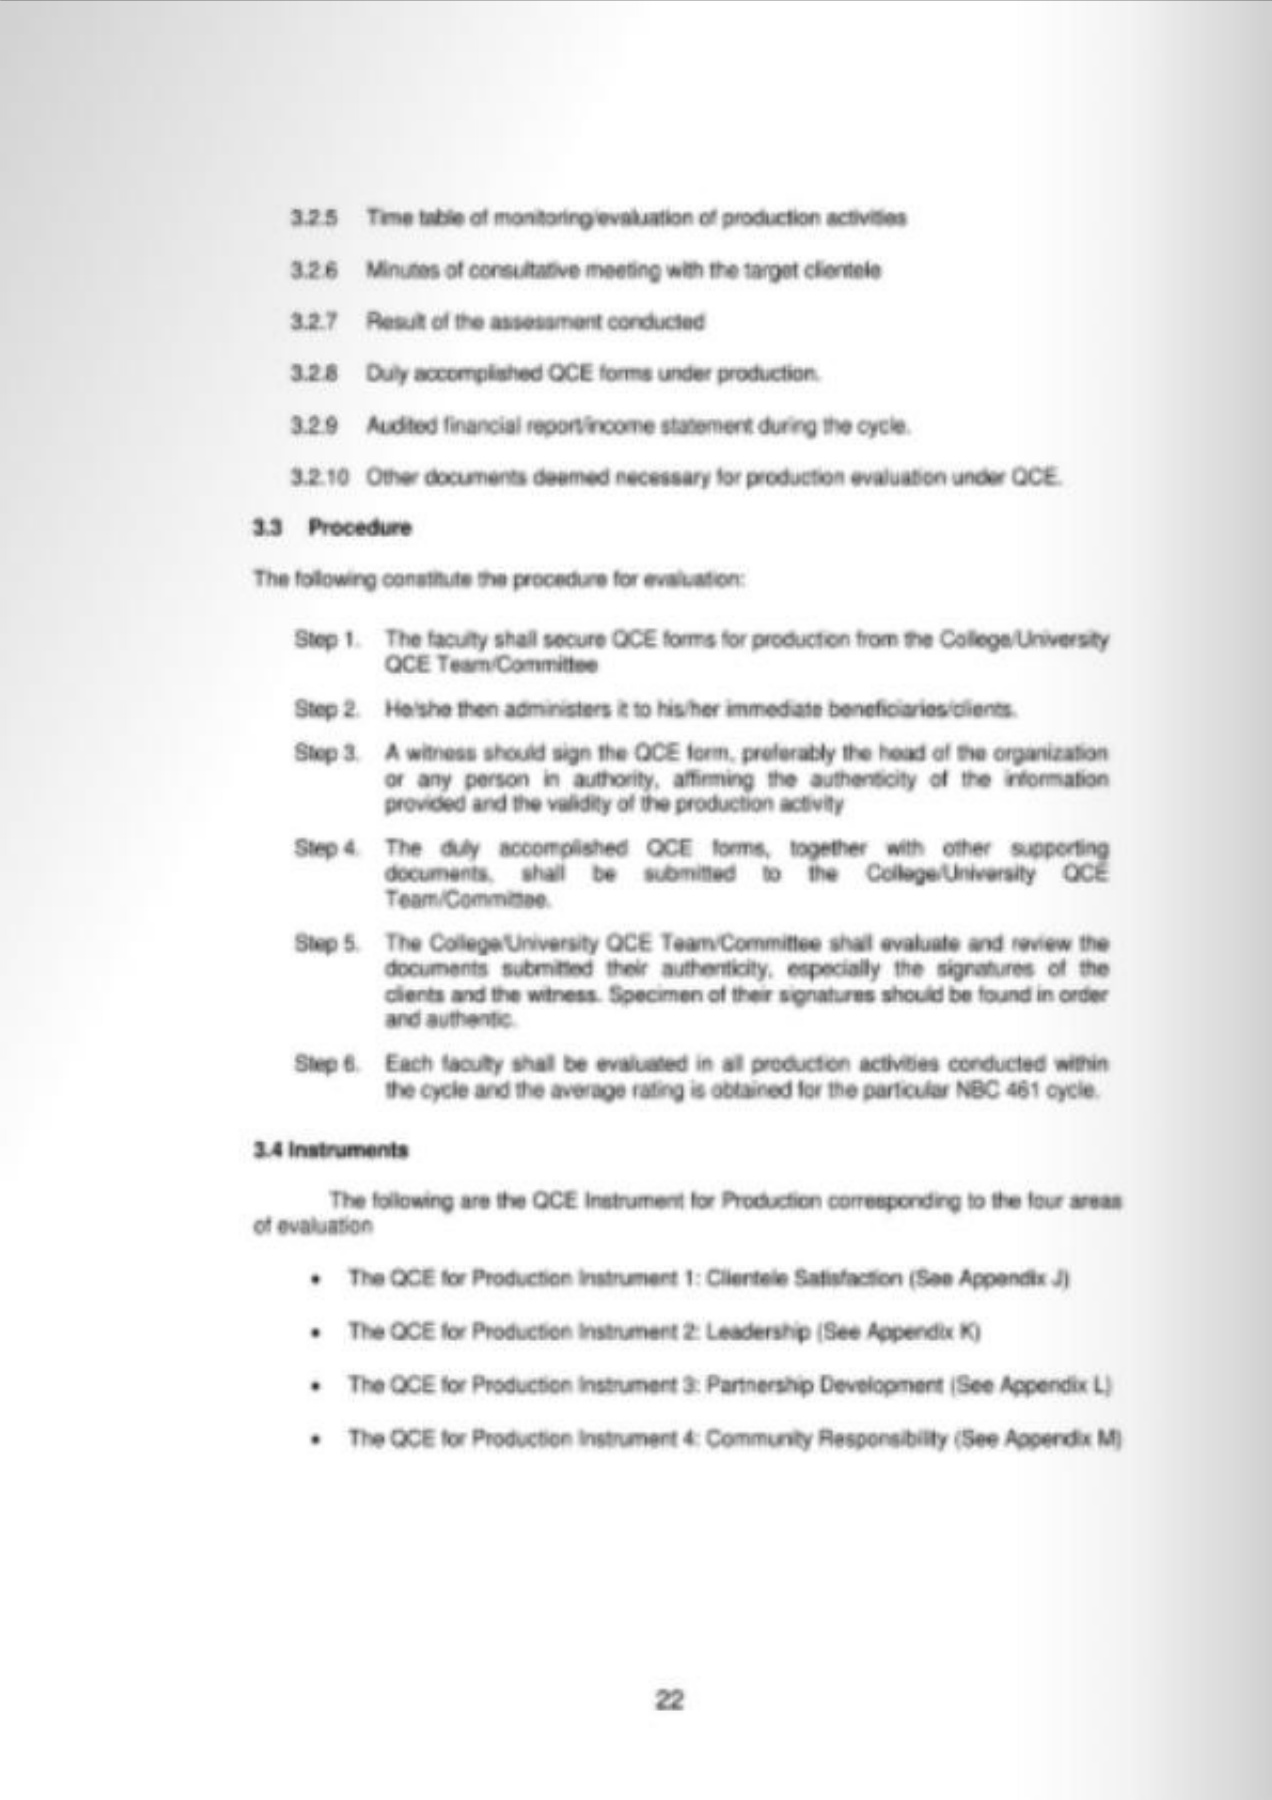 3.2.5 Time table of monitoring/evaluation of production activities
3.2.6 Minutes of consultative meeting with the target clientele
3.2.7 Result of the assessment conducted
3.2.8 Duly accomplished QCE forms under production.
3.2.9 Audited financial report/income statement during the cycle.
3.2.10 Other documents deemed necessary for production evaluation under QCE.
3.3 Procedure
The following constitute the procedure for evaluation:
Step 1. The faculty shall secure QCE forms for production from the College/University
QCE Team/Committee
Step 2. He/she then administers it to his/her immediate beneficiaries/clients.
Step 3. A witness should sign the QCE form, preferably the head of the organization
or any person in authority, affirming the authenticity of the information
provided and the validity of the production activity
Step 4. The duly accomplished QCE forms, together with other supporting
documents, shall be submitted to the College/University QCE
Team/Committee.
Step 5. The College/University QCE Team/Committee shall evaluate and review the
documents submitted their authenticity, especially the signatures of the
clients and the witness. Specimen of their signatures should be found in order
and authentic.
Step 6. Each faculty shall be evaluated in all production activities conducted within
the cycle and the average rating is obtained for the particular NBC 461 cycle.
3.4 Instruments
The following are the QCE Instrument for Production corresponding to the four areas
of evaluation
• The QCE for Production Instrument 1: Clientele Satisfaction (See Appendix J)
• The QCE for Production Instrument 2: Leadership (See Appendix K)
• The QCE for Production Instrument 3: Partnership Development (See Appendix L)
• The QCE for Production Instrument 4: Community Responsibility (See Appendix M)
22